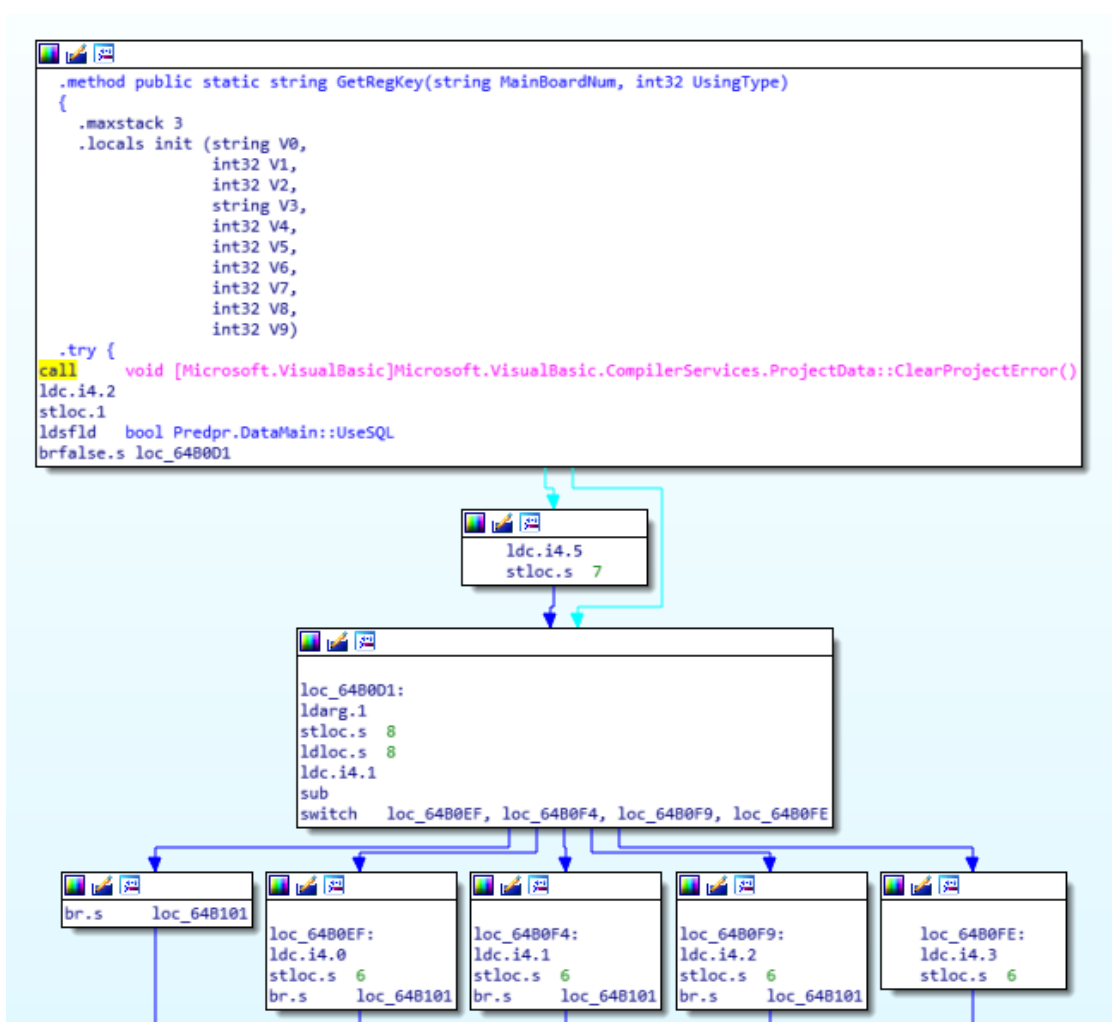 .method public static string GetRegKey(string MainBoardNum, int32 UsingType)
{
.maxstack 3
.locals init (string V0,
int32 V1,
int32 V2,
string V3,
int32 V4,
int32 V5,
int32 V6,
int32 V7,
int32 V8,
int32 V9)
.try {
call void [Microsoft.VisualBasic]Microsoft.VisualBasic.CompilerServices.ProjectData::ClearProjectError()
ldc.i4.2
stloc.1
ldsfld bool Predpr.DataMain::UseSQL
brfalse.s loc_64B0D1
ldc.i4.5
stloc.s 7
loc_64B0D1:
ldarg.1
stloc.s 8
ldloc.s 8
ldc.i4.1
sub
switch loc_64B0EF, loc_64B0F4, loc_64B0F9, loc_64B0FE
br.s loc_64B101
loc_64B0EF:
ldc.i4.0
stloc.s 6
br.s loc_64B101
loc_64B0F4:
ldc.i4.1
stloc.s 6
br.s loc_64B101
loc_64B0F9:
ldc.i4.2
stloc.s 6
br.s loc_64B101
loc_64B0FE:
ldc.i4.3
stloc.s 6